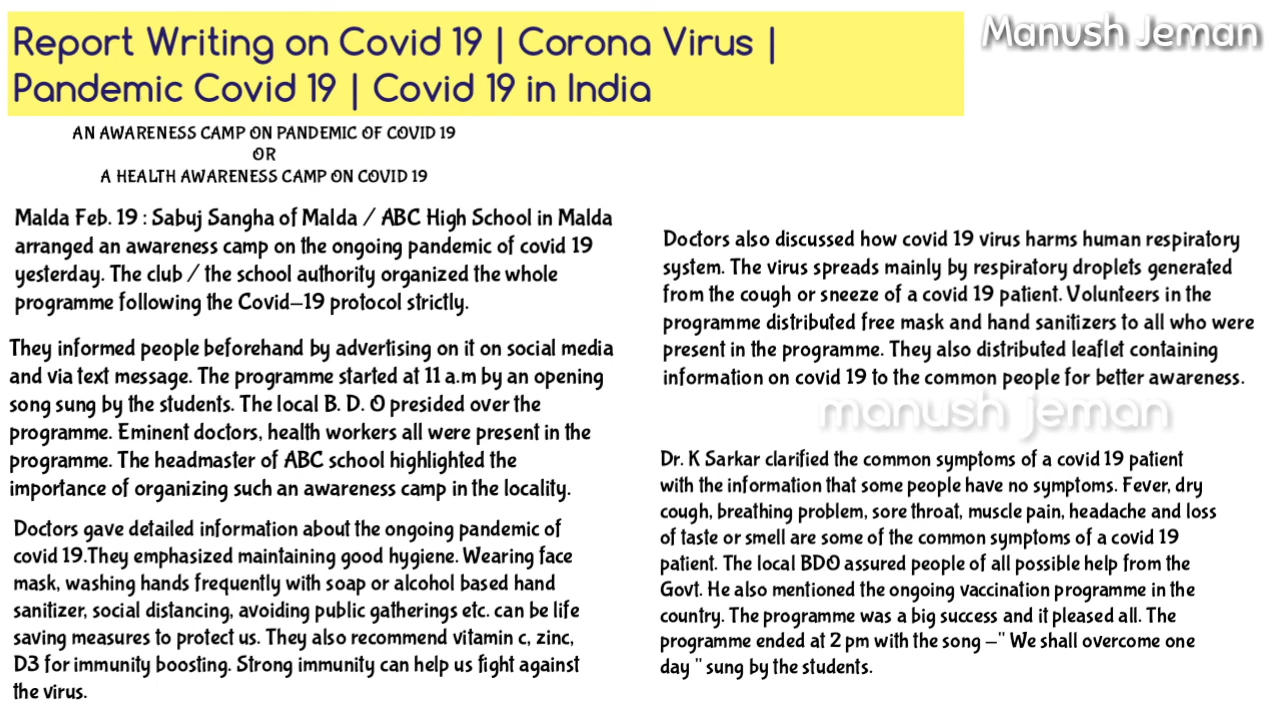 Report Writing on Covid 19 | Corona Virus |
Pandemic Covid 19 | Covid 19 in India
Manush Jeman
AN AWARENESS CAMP ON PANDEMIC OF COVID 19
OR
A HEALTH AWARENESS CAMP ON COVID 19
Malda Feb. 19 : Sabuj Sangha of Malda / ABC High School in Malda
arranged an awareness camp on the ongoing pandemic of covid 19
yesterday. The club / the school authority organized the whole
programme following the Covid–19 protocol strictly.
They informed people beforehand by advertising on it on social media
and via text message. The programme started at 11 a.m by an opening
song sung by the students. The local B. D. O presided over the
programme. Eminent doctors, health workers all were present in the
programme. The headmaster of ABC school highlighted the
importance of organizing such an awareness camp in the locality.
Doctors gave detailed information about the ongoing pandemic of
covid 19.They emphasized maintaining good hygiene. Wearing face
mask, washing hands frequently with soap or alcohol based hand
sanitizer, social distancing, avoiding public gatherings etc. can be life
saving measures to protect us. They also recommend vitamin c, zinc,
D3 for immunity boosting. Strong immunity can help us fight against
the virus.
Doctors also discussed how covid 19 virus harms human respiratory
system. The virus spreads mainly by respiratory droplets generated
from the cough or sneeze of a covid 19 patient. Volunteers in the
programme distributed free mask and hand sanitizers to all who were
present in the programme. They also distributed leaflet containing
information on covid 19 to the common people for better awareness.
manush jeman
Dr. K Sarkar clarified the common symptoms of a covid 19 patient
with the information that some people have no symptoms. Fever, dry
cough, breathing problem, sore throat, muscle pain, headache and loss
of taste or smell are some of the common symptoms of a covid 19
patient. The local BDO assured people of all possible help from the
Govt. He also mentioned the ongoing vaccination programme in the
country. The programme was a big success and it pleased all. The
programme ended at 2 pm with the song –" We shall overcome one
day " sung by the students.